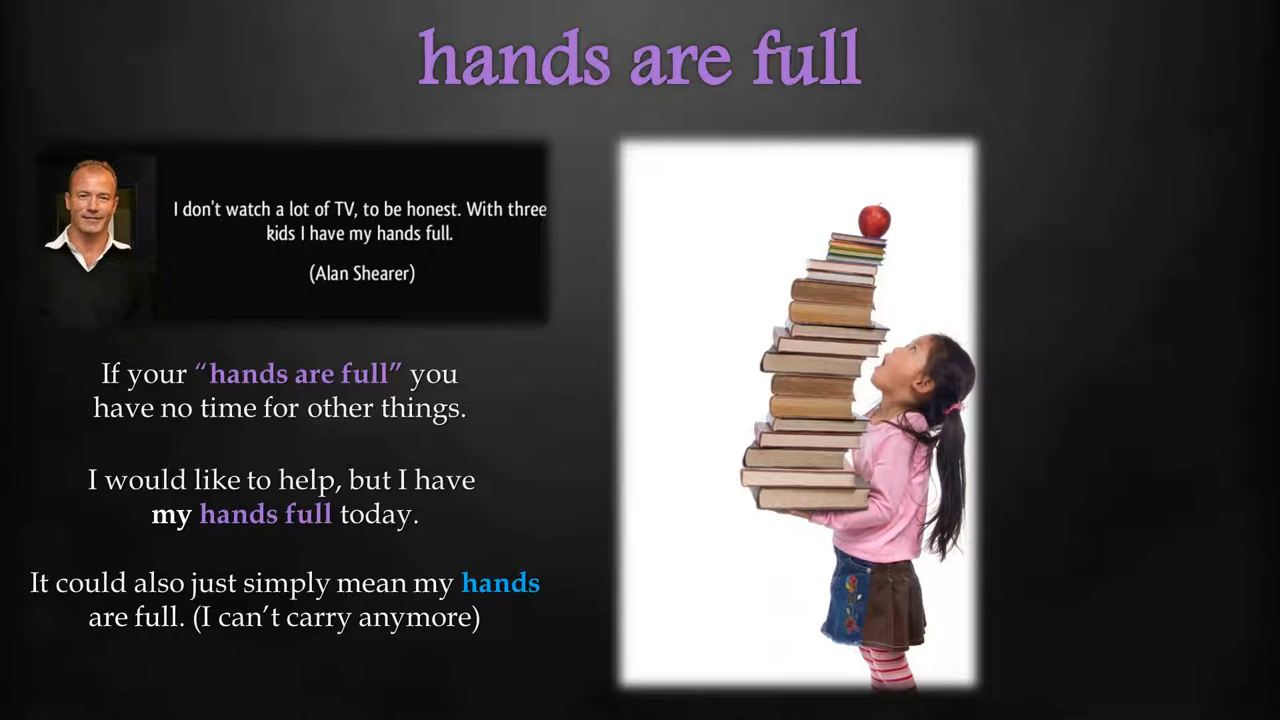 hands are full
I don't watch a lot of TV, to be honest. With three
kids I have my hands full.
(Alan Shearer)
If your “hands are full” you
have no time for other things.
I would like to help, but I have
my hands full today.
It could also just simply mean my hands
are full. (I can’t carry anymore)